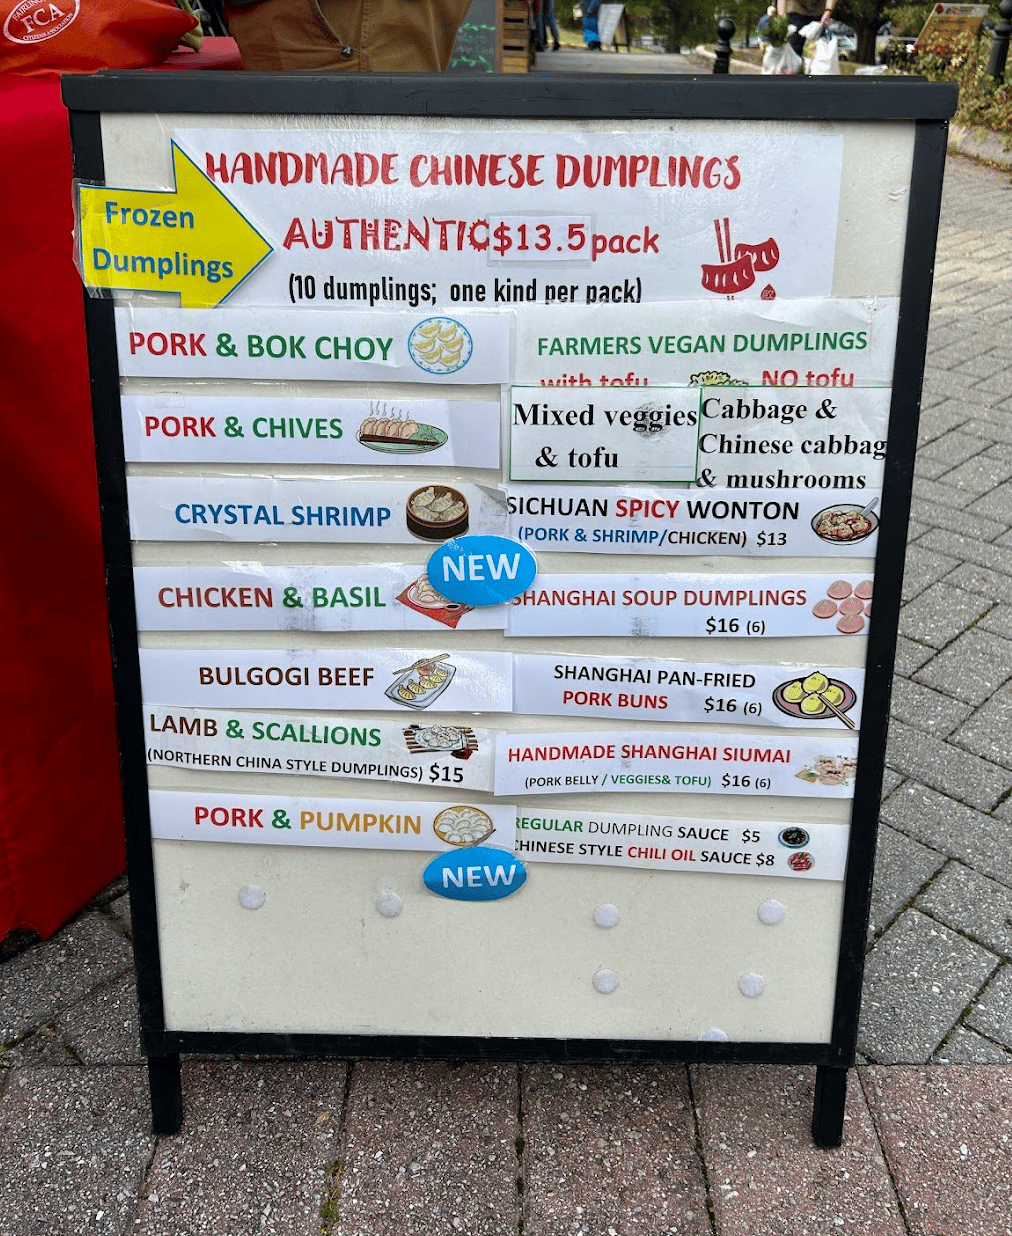 FCA
HANDMADE CHINESE DUMPLINGS
Frozen
Dumplings
AUTHENTIC $13.5 pack
(10 dumplings; one kind per pack)
PORK & BOK CHOY
PORK & CHIVES
CRYSTAL SHRIMP
NEW
CHICKEN & BASIL
BULGOGI BEEF
LAMB & SCALLIONS
(NORTHERN CHINA STYLE DUMPLINGS) $15
PORK & PUMPKIN
NEW
FARMERS VEGAN DUMPLINGS
with tofu NO tofu
Mixed veggies
& tofu
Cabbage &
Chinese cabbag
& mushrooms
SICHUAN SPICY WONTON
(PORK & SHRIMP/CHICKEN) $13
SHANGHAI SOUP DUMPLINGS
$16 (6)
SHANGHAI PAN-FRIED
PORK BUNS $16 (6)
HANDMADE SHANGHAI SIUMAI
(PORK BELLY / VEGGIES& TOFU) $16 (6)
REGULAR DUMPLING SAUCE $5
CHINESE STYLE CHILI OIL SAUCE $8